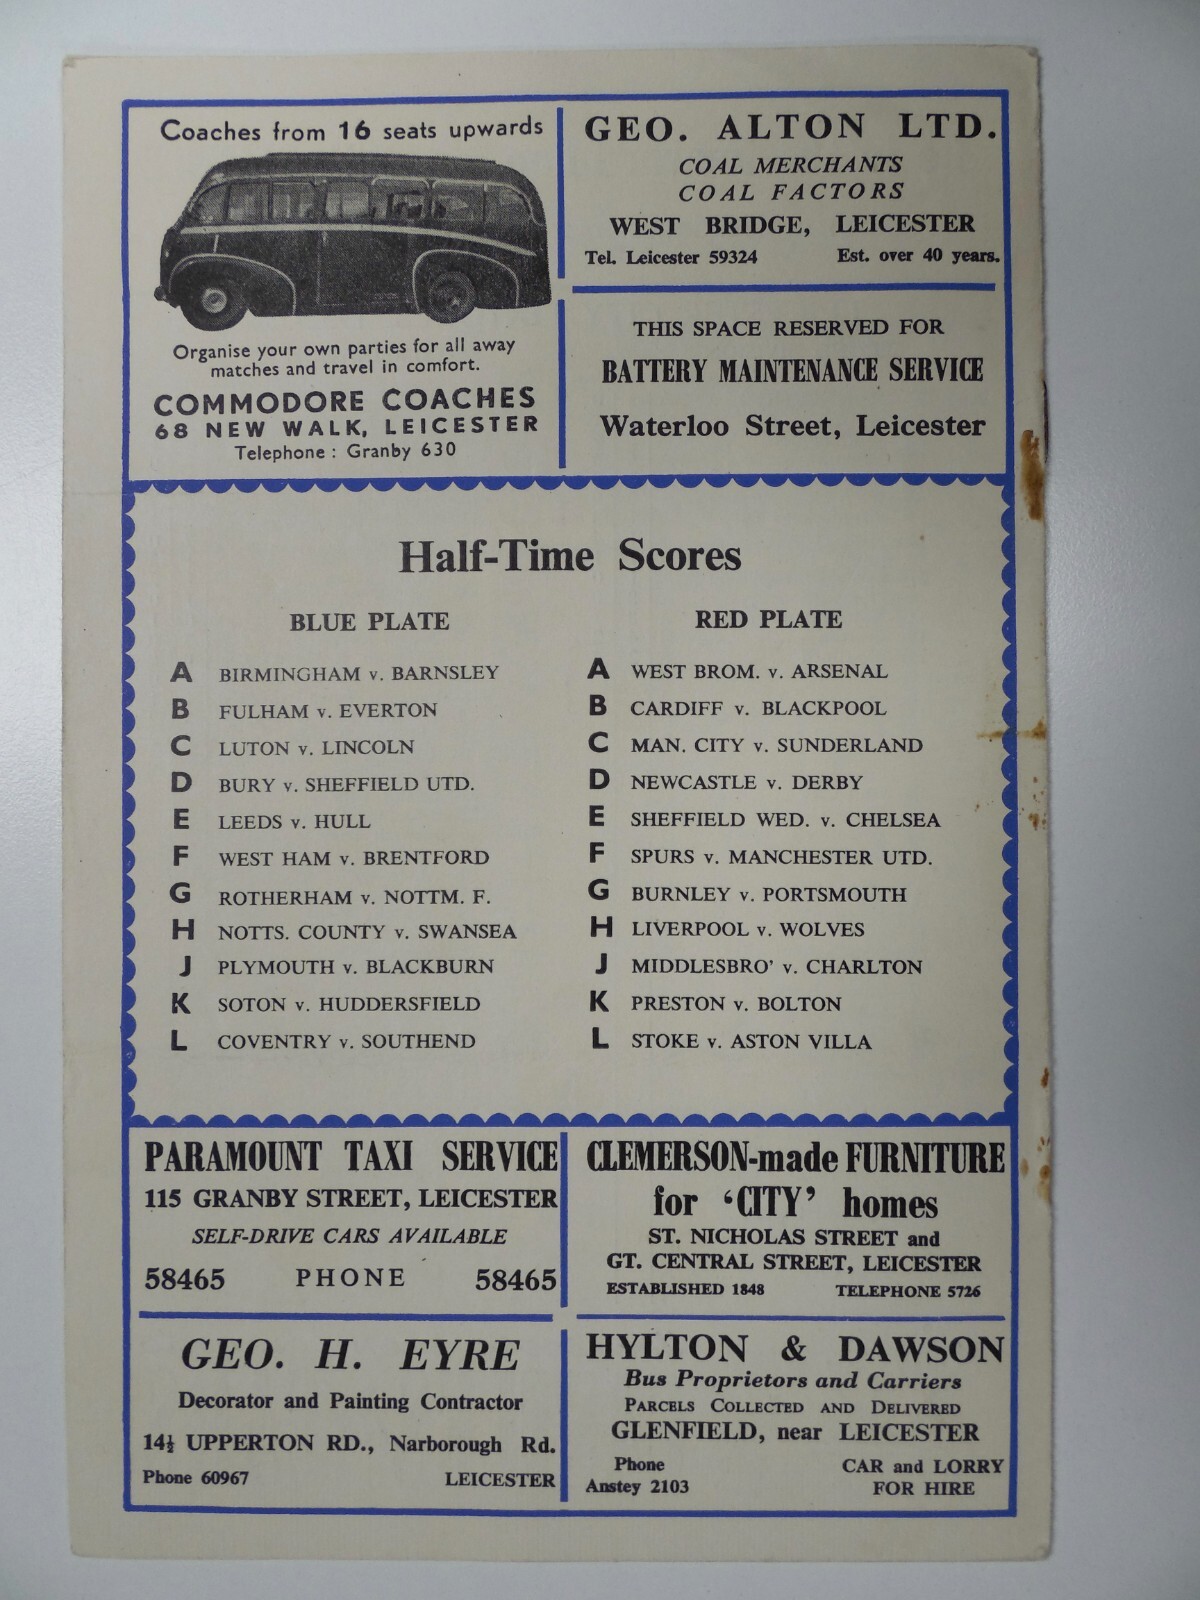 Coaches from 16 seats upwards
Organise your own parties for all away
matches and travel in comfort.
COMMODORE COACHES
68 NEW WALK, LEICESTER
Telephone : Granby 630
GEO. ALTON LTD.
COAL MERCHANTS
COAL FACTORS
WEST BRIDGE, LEICESTER
Tel. Leicester 59324 Est. over 40 years.
THIS SPACE RESERVED FOR
BATTERY MAINTENANCE SERVICE
Waterloo Street, Leicester
Half-Time Scores
BLUE PLATE
A BIRMINGHAM v. BARNSLEY
B FULHAM v. EVERTON
C LUTON v. LINCOLN
D BURY v. SHEFFIELD UTD.
E LEEDS v. HULL
F WEST HAM v. BRENTFORD
G ROTHERHAM v. NOTTM. F.
H NOTTS. COUNTY v. SWANSEA
J PLYMOUTH v. BLACKBURN
K SOTON v. HUDDERSFIELD
L COVENTRY v. SOUTHEND
RED PLATE
A WEST BROM. v. ARSENAL
B CARDIFF v. BLACKPOOL
C MAN. CITY v. SUNDERLAND
D NEWCASTLE v. DERBY
E SHEFFIELD WED. v. CHELSEA
F SPURS v. MANCHESTER UTD.
G BURNLEY v. PORTSMOUTH
H LIVERPOOL v. WOLVES
J MIDDLESBRO' v. CHARLTON
K PRESTON v. BOLTON
L STOKE v. ASTON VILLA
PARAMOUNT TAXI SERVICE
115 GRANBY STREET, LEICESTER
SELF-DRIVE CARS AVAILABLE
58465 PHONE 58465
CLEMERSON-made FURNITURE
for ‘CITY’ homes
ST. NICHOLAS STREET and
GT. CENTRAL STREET, LEICESTER
ESTABLISHED 1848 TELEPHONE 5726
GEO. H. EYRE
Decorator and Painting Contractor
14½ UPPERTON RD., Narborough Rd.
Phone 60967 LEICESTER
HYLTON & DAWSON
Bus Proprietors and Carriers
PARCELS COLLECTED AND DELIVERED
GLENFIELD, near LEICESTER
Phone CAR and LORRY
Anstey 2103 FOR HIRE